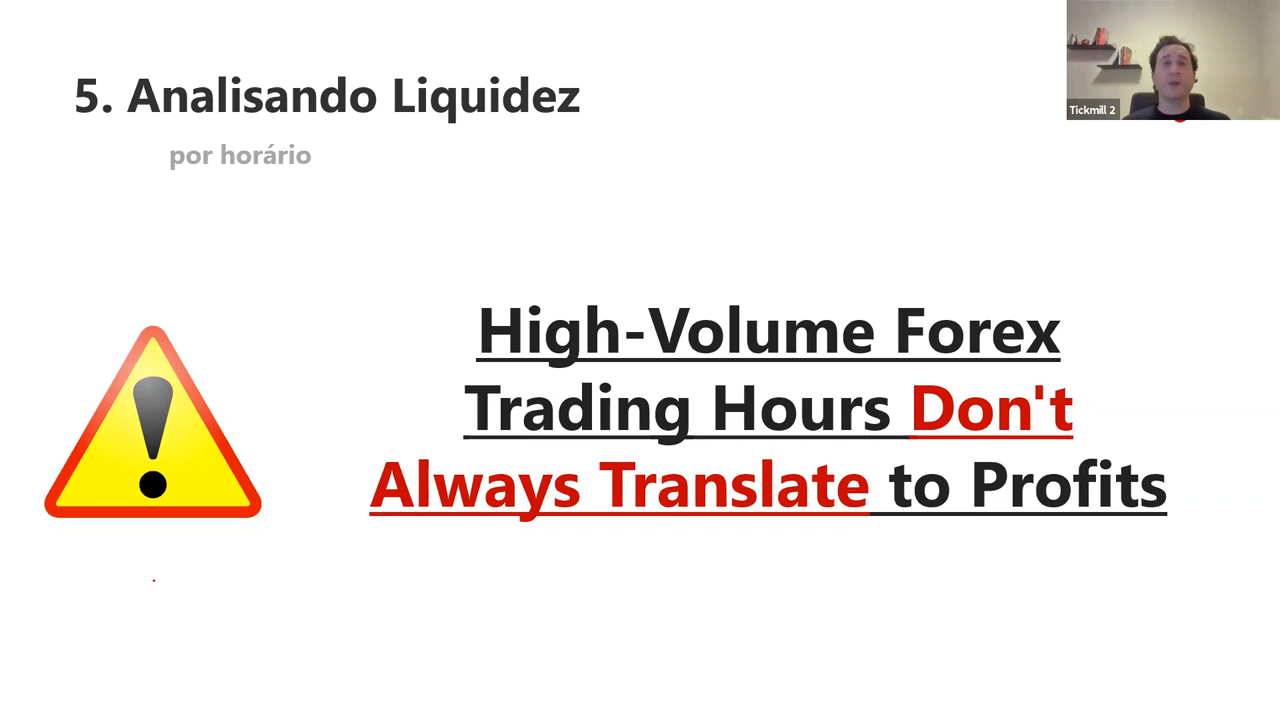 5. Analisando Liquidez
por horário
Tickmill 2
High-Volume Forex
Trading Hours Don't
Always Translate to Profits